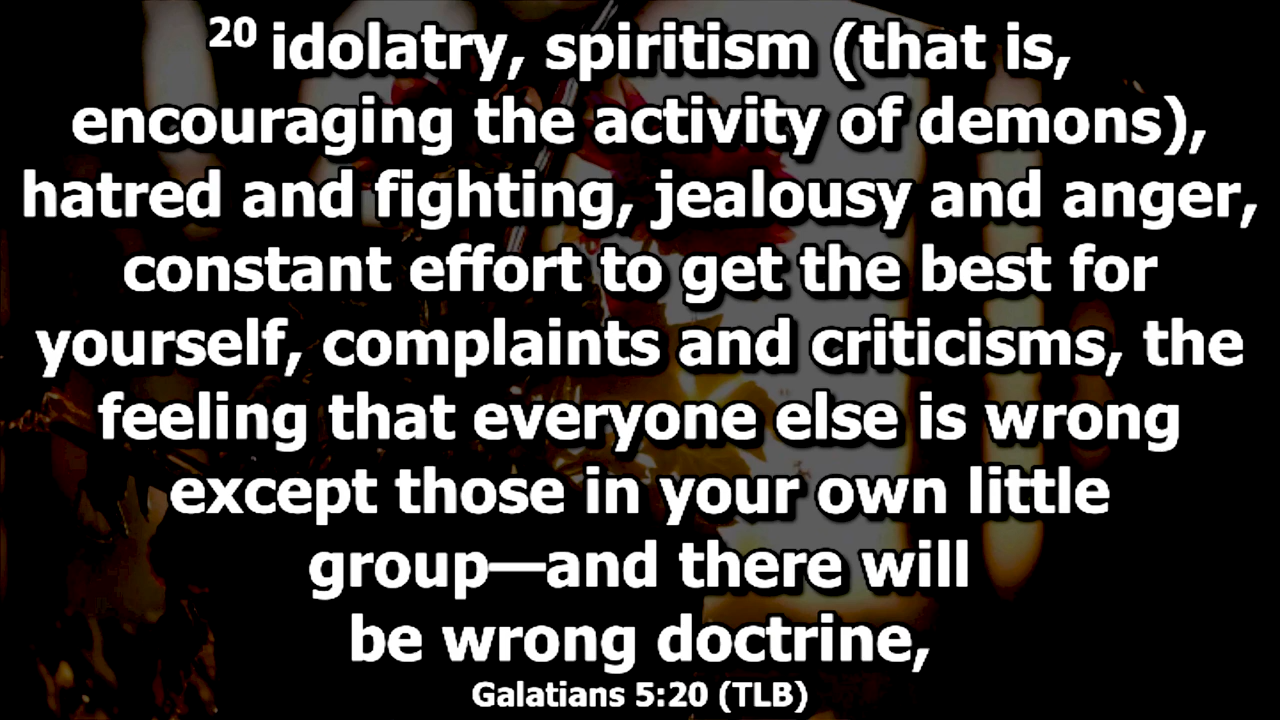 20 idolatry, spiritism (that is,
encouraging the activity of demons),
hatred and fighting, jealousy and anger,
constant effort to get the best for
yourself, complaints and criticisms, the
feeling that everyone else is wrong
except those in your own little
group—and there will
be wrong doctrine,
Galatians 5:20 (TLB)